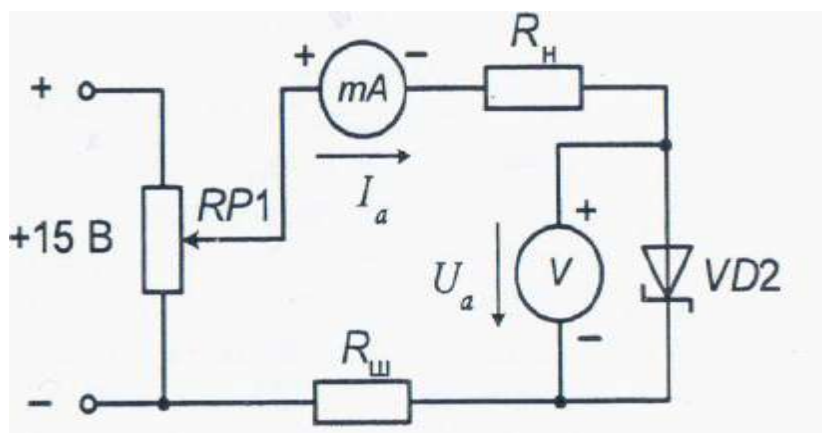 + − Rн
+ mA
RP1 Iа
+15 В
+
Uа V VD2
−
Rш
−